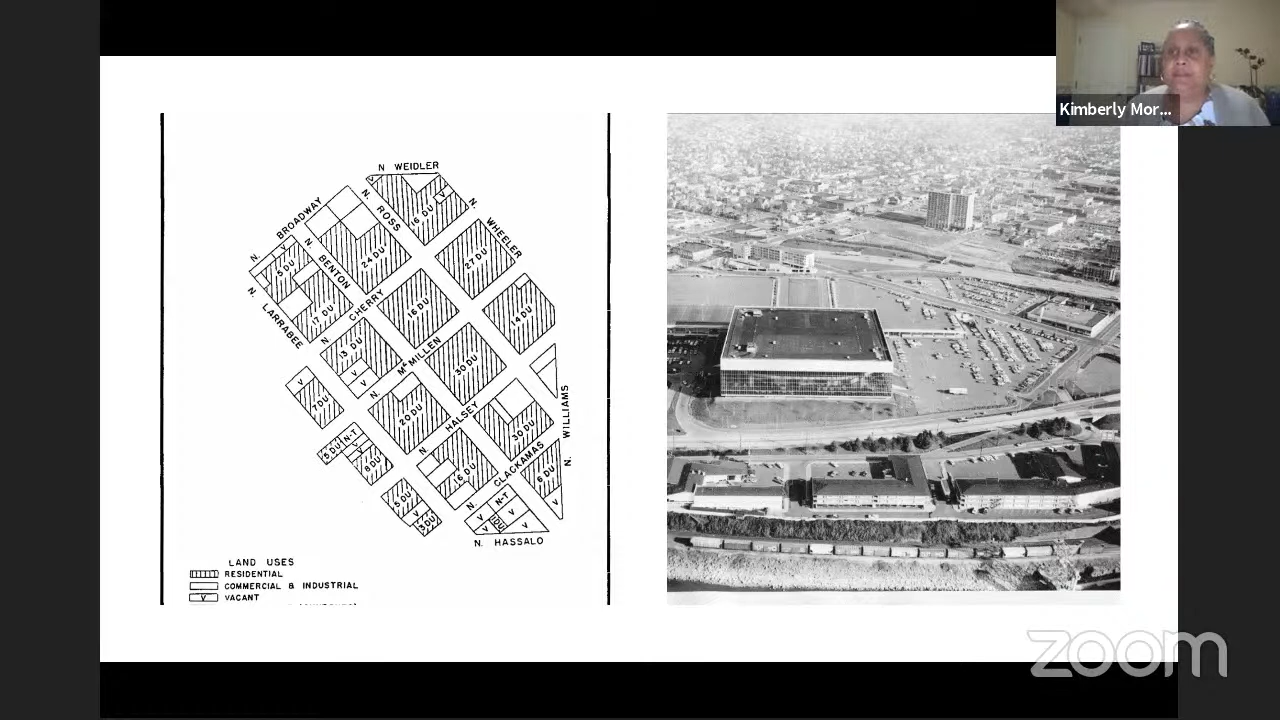 Kimberly Mor...
N WEIDLER
N. BROADWAY
N. ROSS
N. WHEELER
N. BENTON
N. LARRABEE
N. CHERRY
N. McMILLEN
N. HALSEY
N. CLACKAMAS
N. WILLIAMS
N. HASSALO
V
16 DU
V
V
5 DU
24 DU
27 DU
17 DU
16 DU
14 DU
13 DU
V
V
30 DU
V
7 DU
20 DU
30 DU
5 DU
N-T
V
8 DU
16 DU
6 DU
V
5 DU
V
3 DU
V
N-T
V
V
V
LAND USES
RESIDENTIAL
COMMERCIAL & INDUSTRIAL
V VACANT
zoom